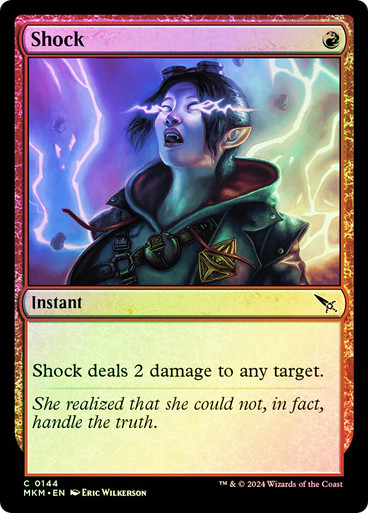 Shock
Instant
Shock deals 2 damage to any target.
She realized that she could not, in fact,
handle the truth.
C 0144
MKM • EN Eric Wilkerson
™ & © 2024 Wizards of the Coast